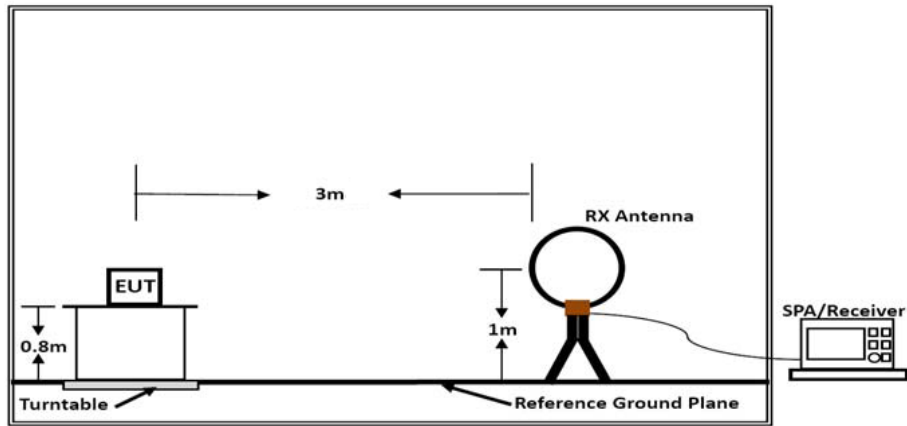 3m
RX Antenna
EUT
SPA/Receiver
0.8m
1m
Turntable
Reference Ground Plane